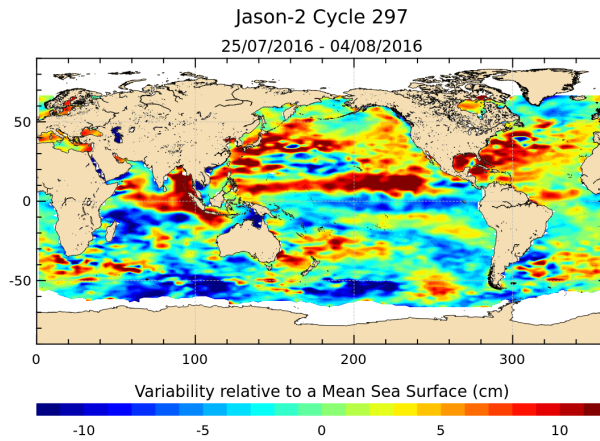 Jason-2 Cycle 297
25/07/2016 - 04/08/2016
50
0
-50
0 100 200 300
Variability relative to a Mean Sea Surface (cm)
-10 -5 0 5 10